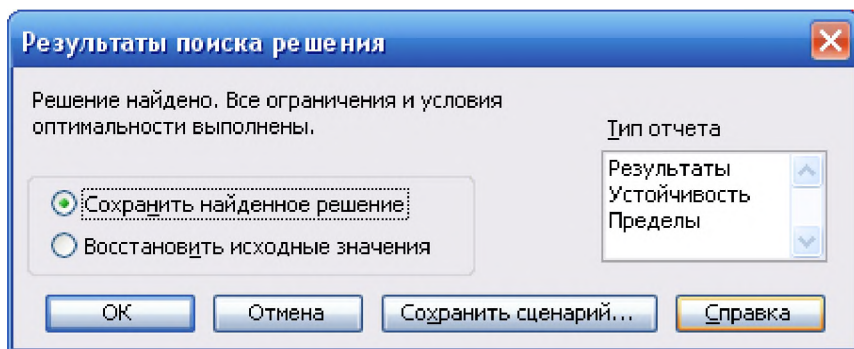 Результаты поиска решения
Решение найдено. Все ограничения и условия
оптимальности выполнены.
Тип отчета
Результаты
Устойчивость
Пределы
Сохранить найденное решение
Восстановить исходные значения
ОК
Отмена
Сохранить сценарий...
Справка